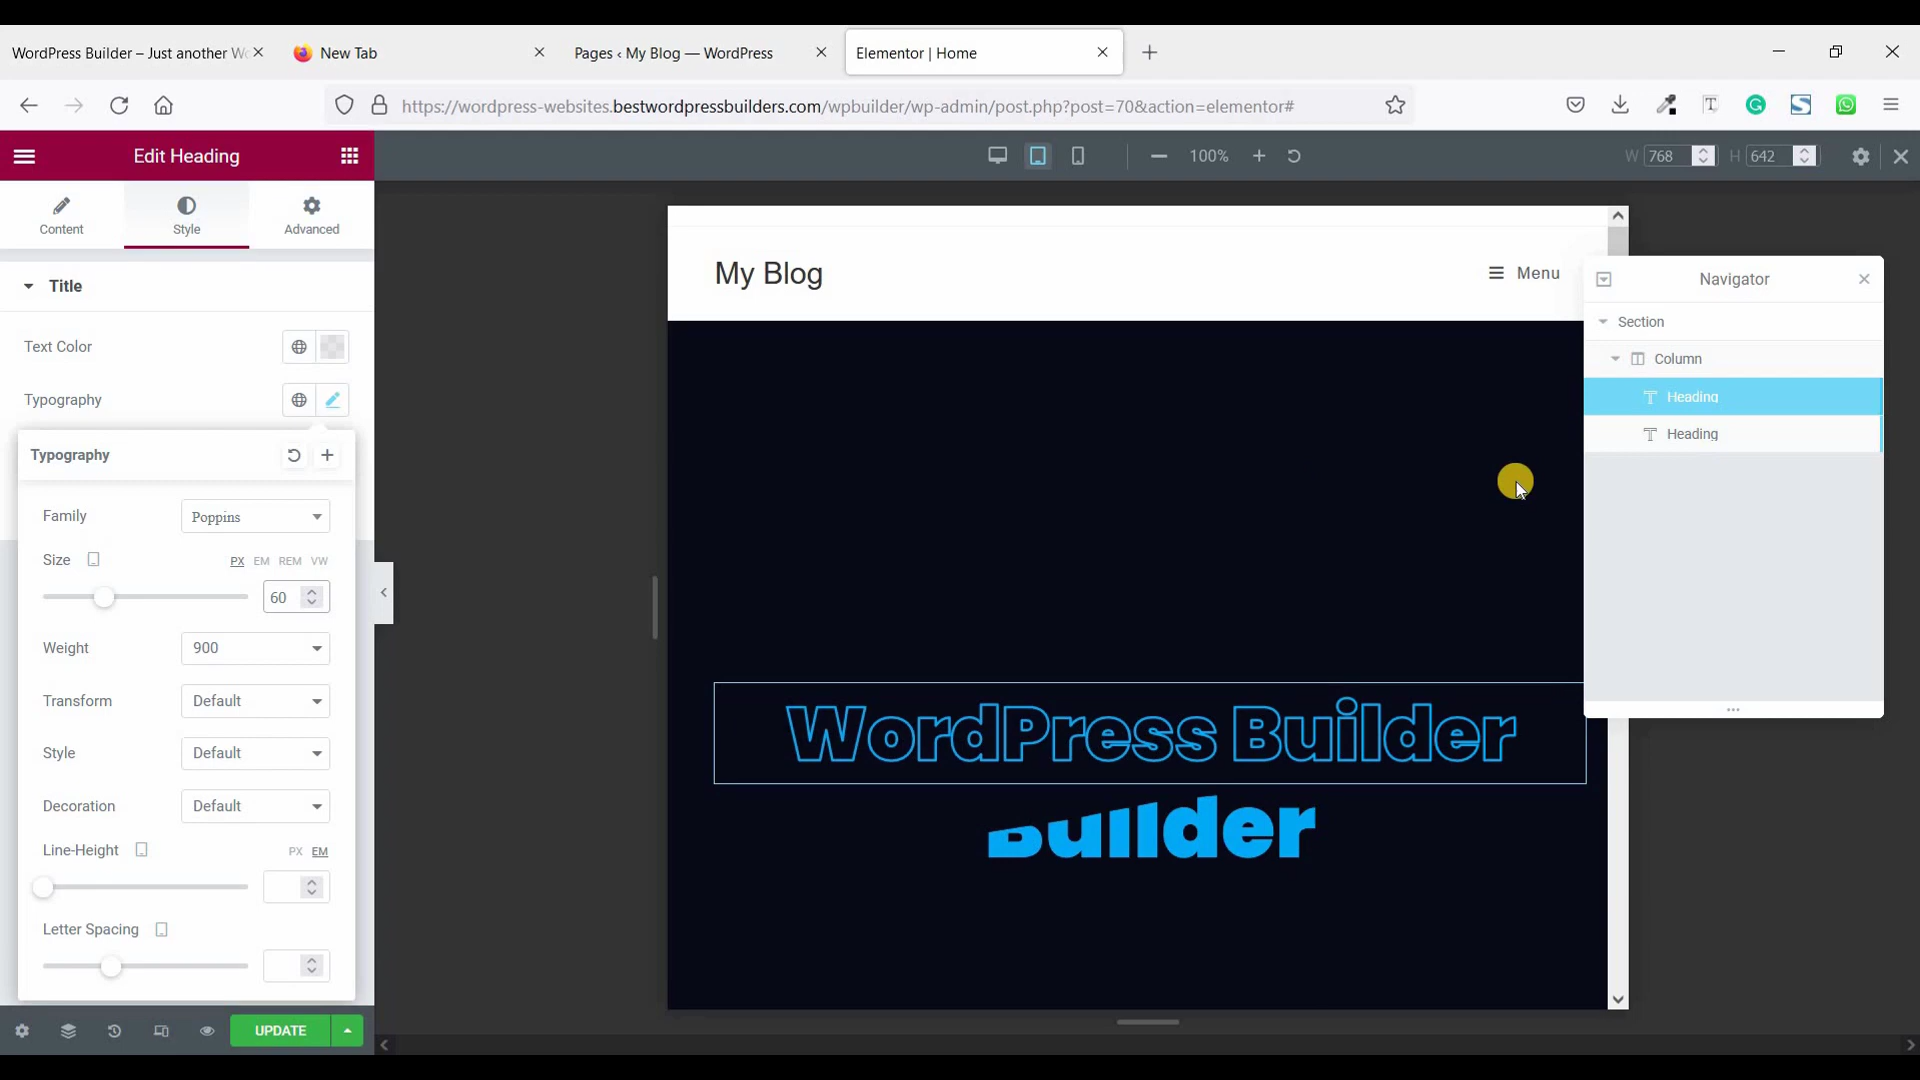 WordPress Builder – Just another Wo
New Tab
Pages ‹ My Blog — WordPress
Elementor | Home
https://wordpress-websites.bestwordpressbuilders.com/wpbuilder/wp-admin/post.php?post=70&action=elementor#
Edit Heading
100%
W 768
H 642
Content
Style
Advanced
Title
Text Color
Typography
Typography
Family
Poppins
Size
PX EM REM VW
60
Weight
900
Transform
Default
Style
Default
Decoration
Default
Line-Height
PX EM
Letter Spacing
UPDATE
My Blog
Menu
WordPress Builder
Builder
Navigator
Section
Column
Heading
Heading